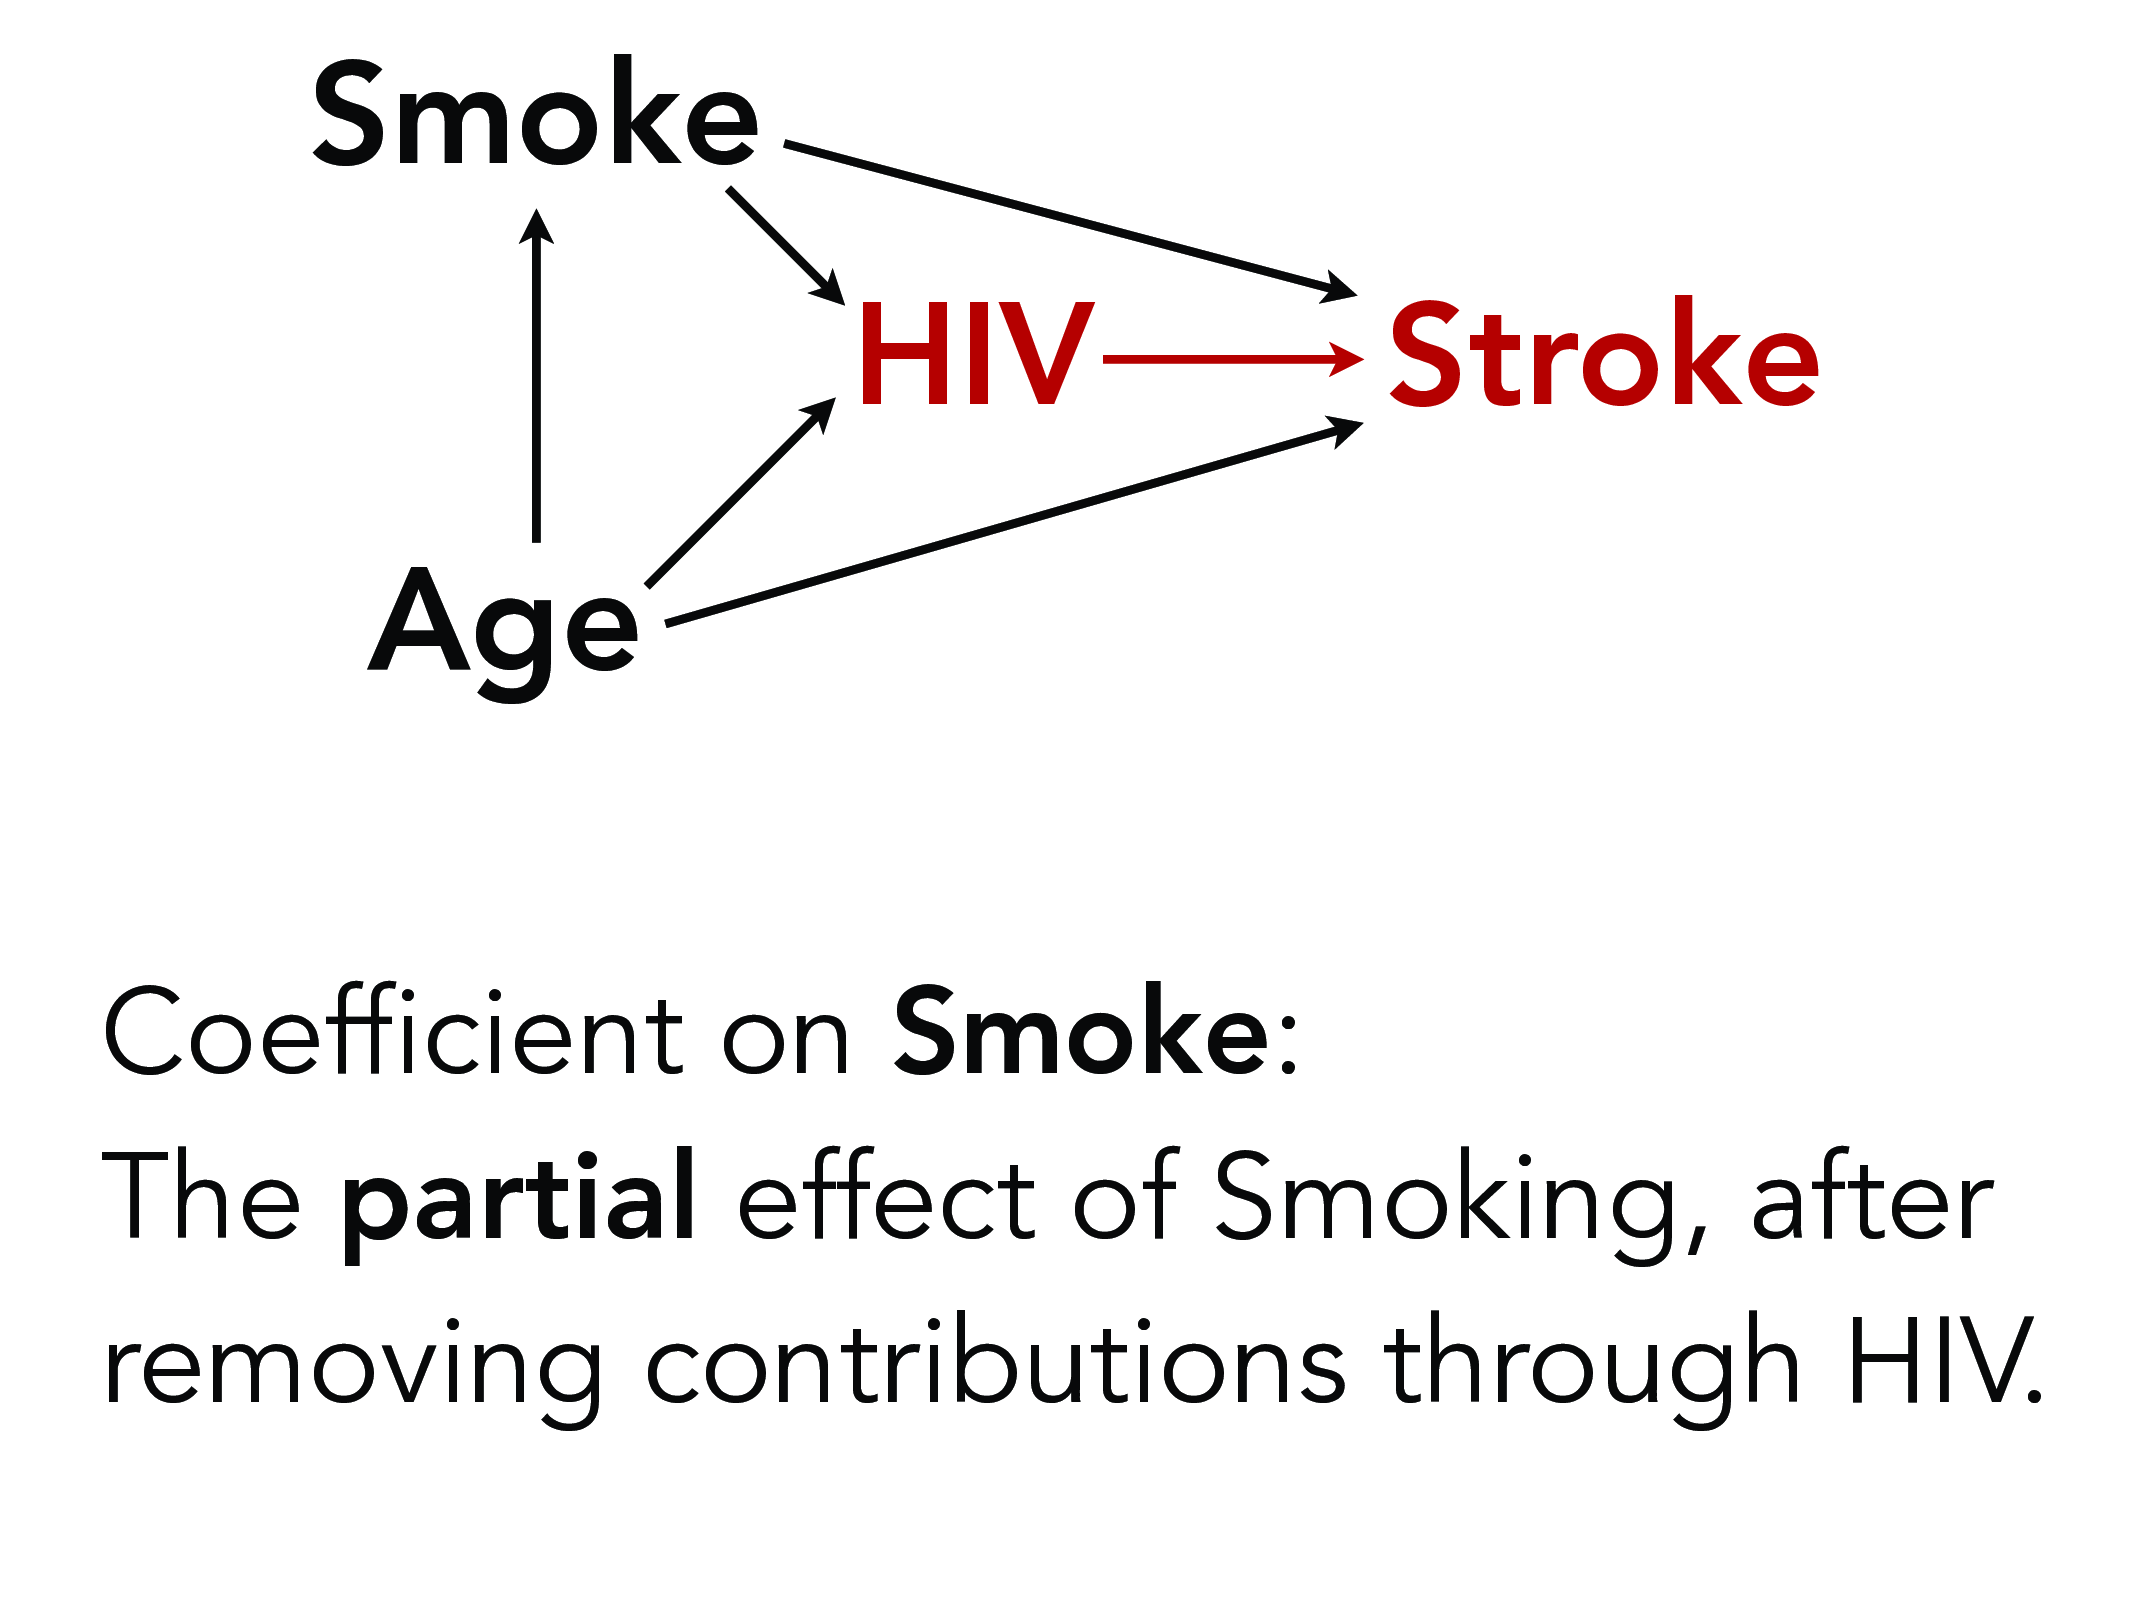 Smoke
HIV
Stroke
Age
Coefficient on Smoke:
The partial effect of Smoking, after
removing contributions through HIV.